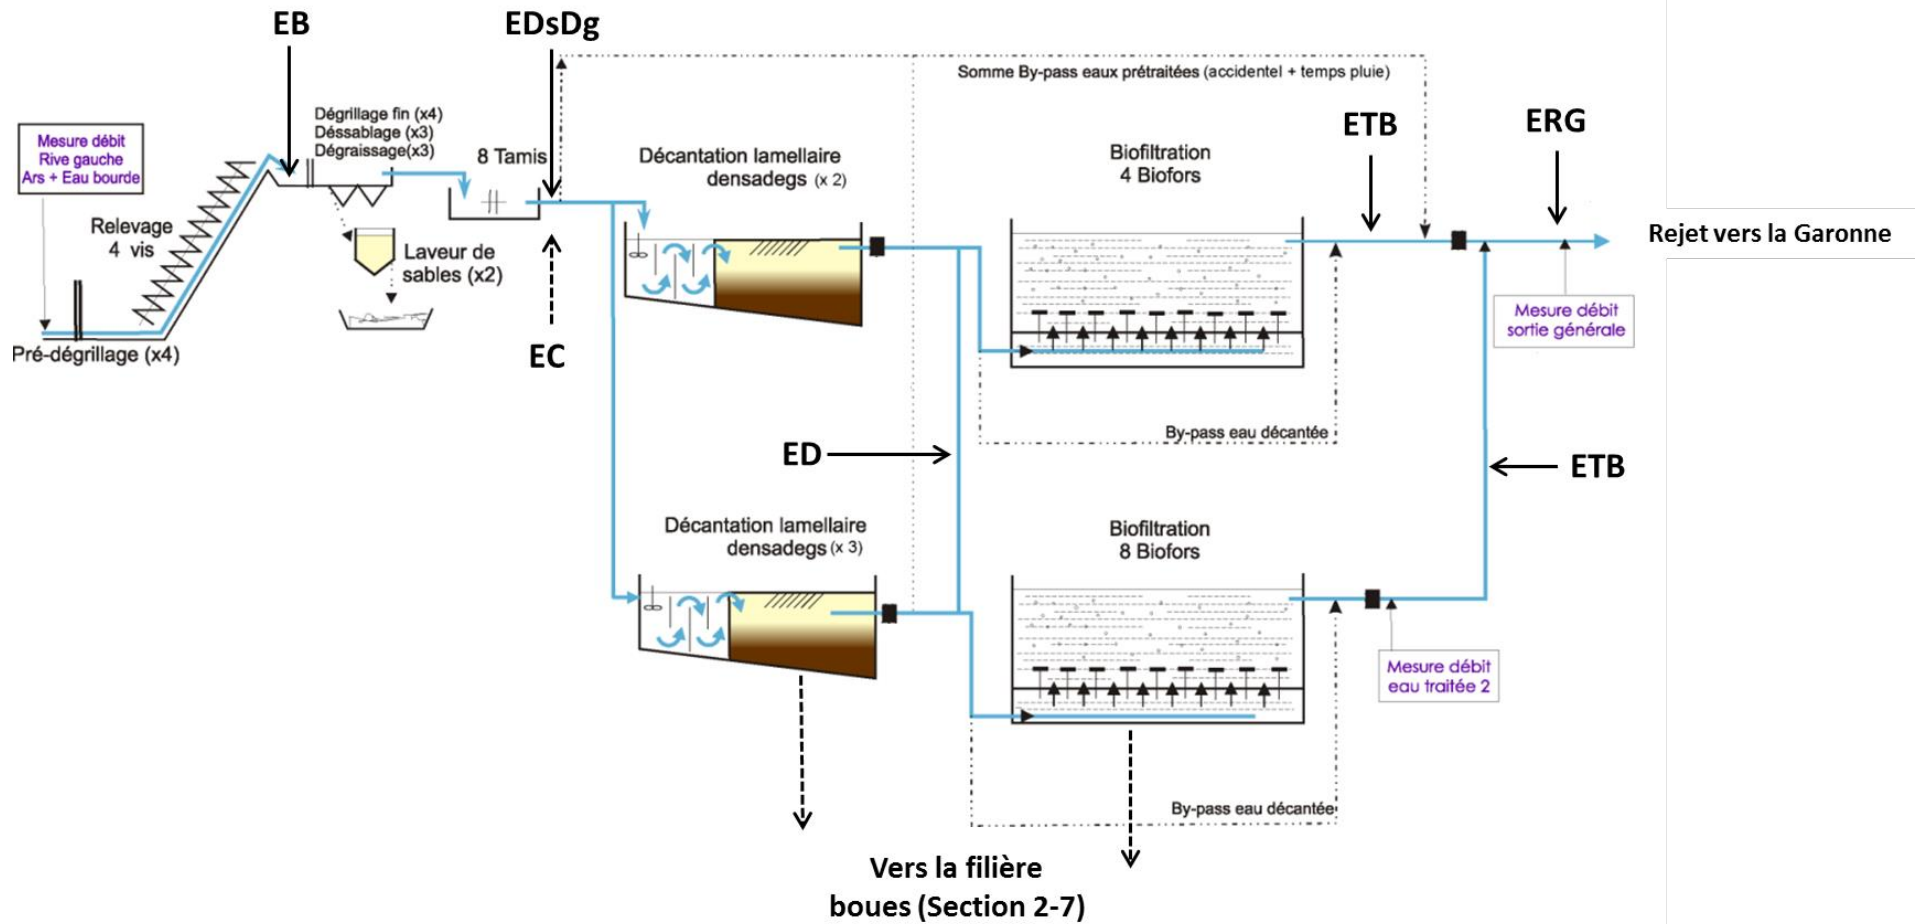 EB
EDsDg
Somme By-pass eaux prétraitées (accidentel + temps pluie)
Mesure débit
Rive gauche
Ars + Eau bourde
Dégrillage fin (x4)
Déssablage (x3)
Dégraissage(x3)
8 Tamis
Décantation lamellaire
densadegs (x 2)
Biofiltration
4 Biofors
ETB
ERG
Relevage
4 vis
Laveur de
sables (x2)
Rejet vers la Garonne
Mesure débit
sortie générale
Pré-dégrillage (x4)
EC
By-pass eau décantée
ED
ETB
Décantation lamellaire
densadegs (x 3)
Biofiltration
8 Biofors
Mesure débit
eau traitée 2
By-pass eau décantée
Vers la filière
boues (Section 2-7)